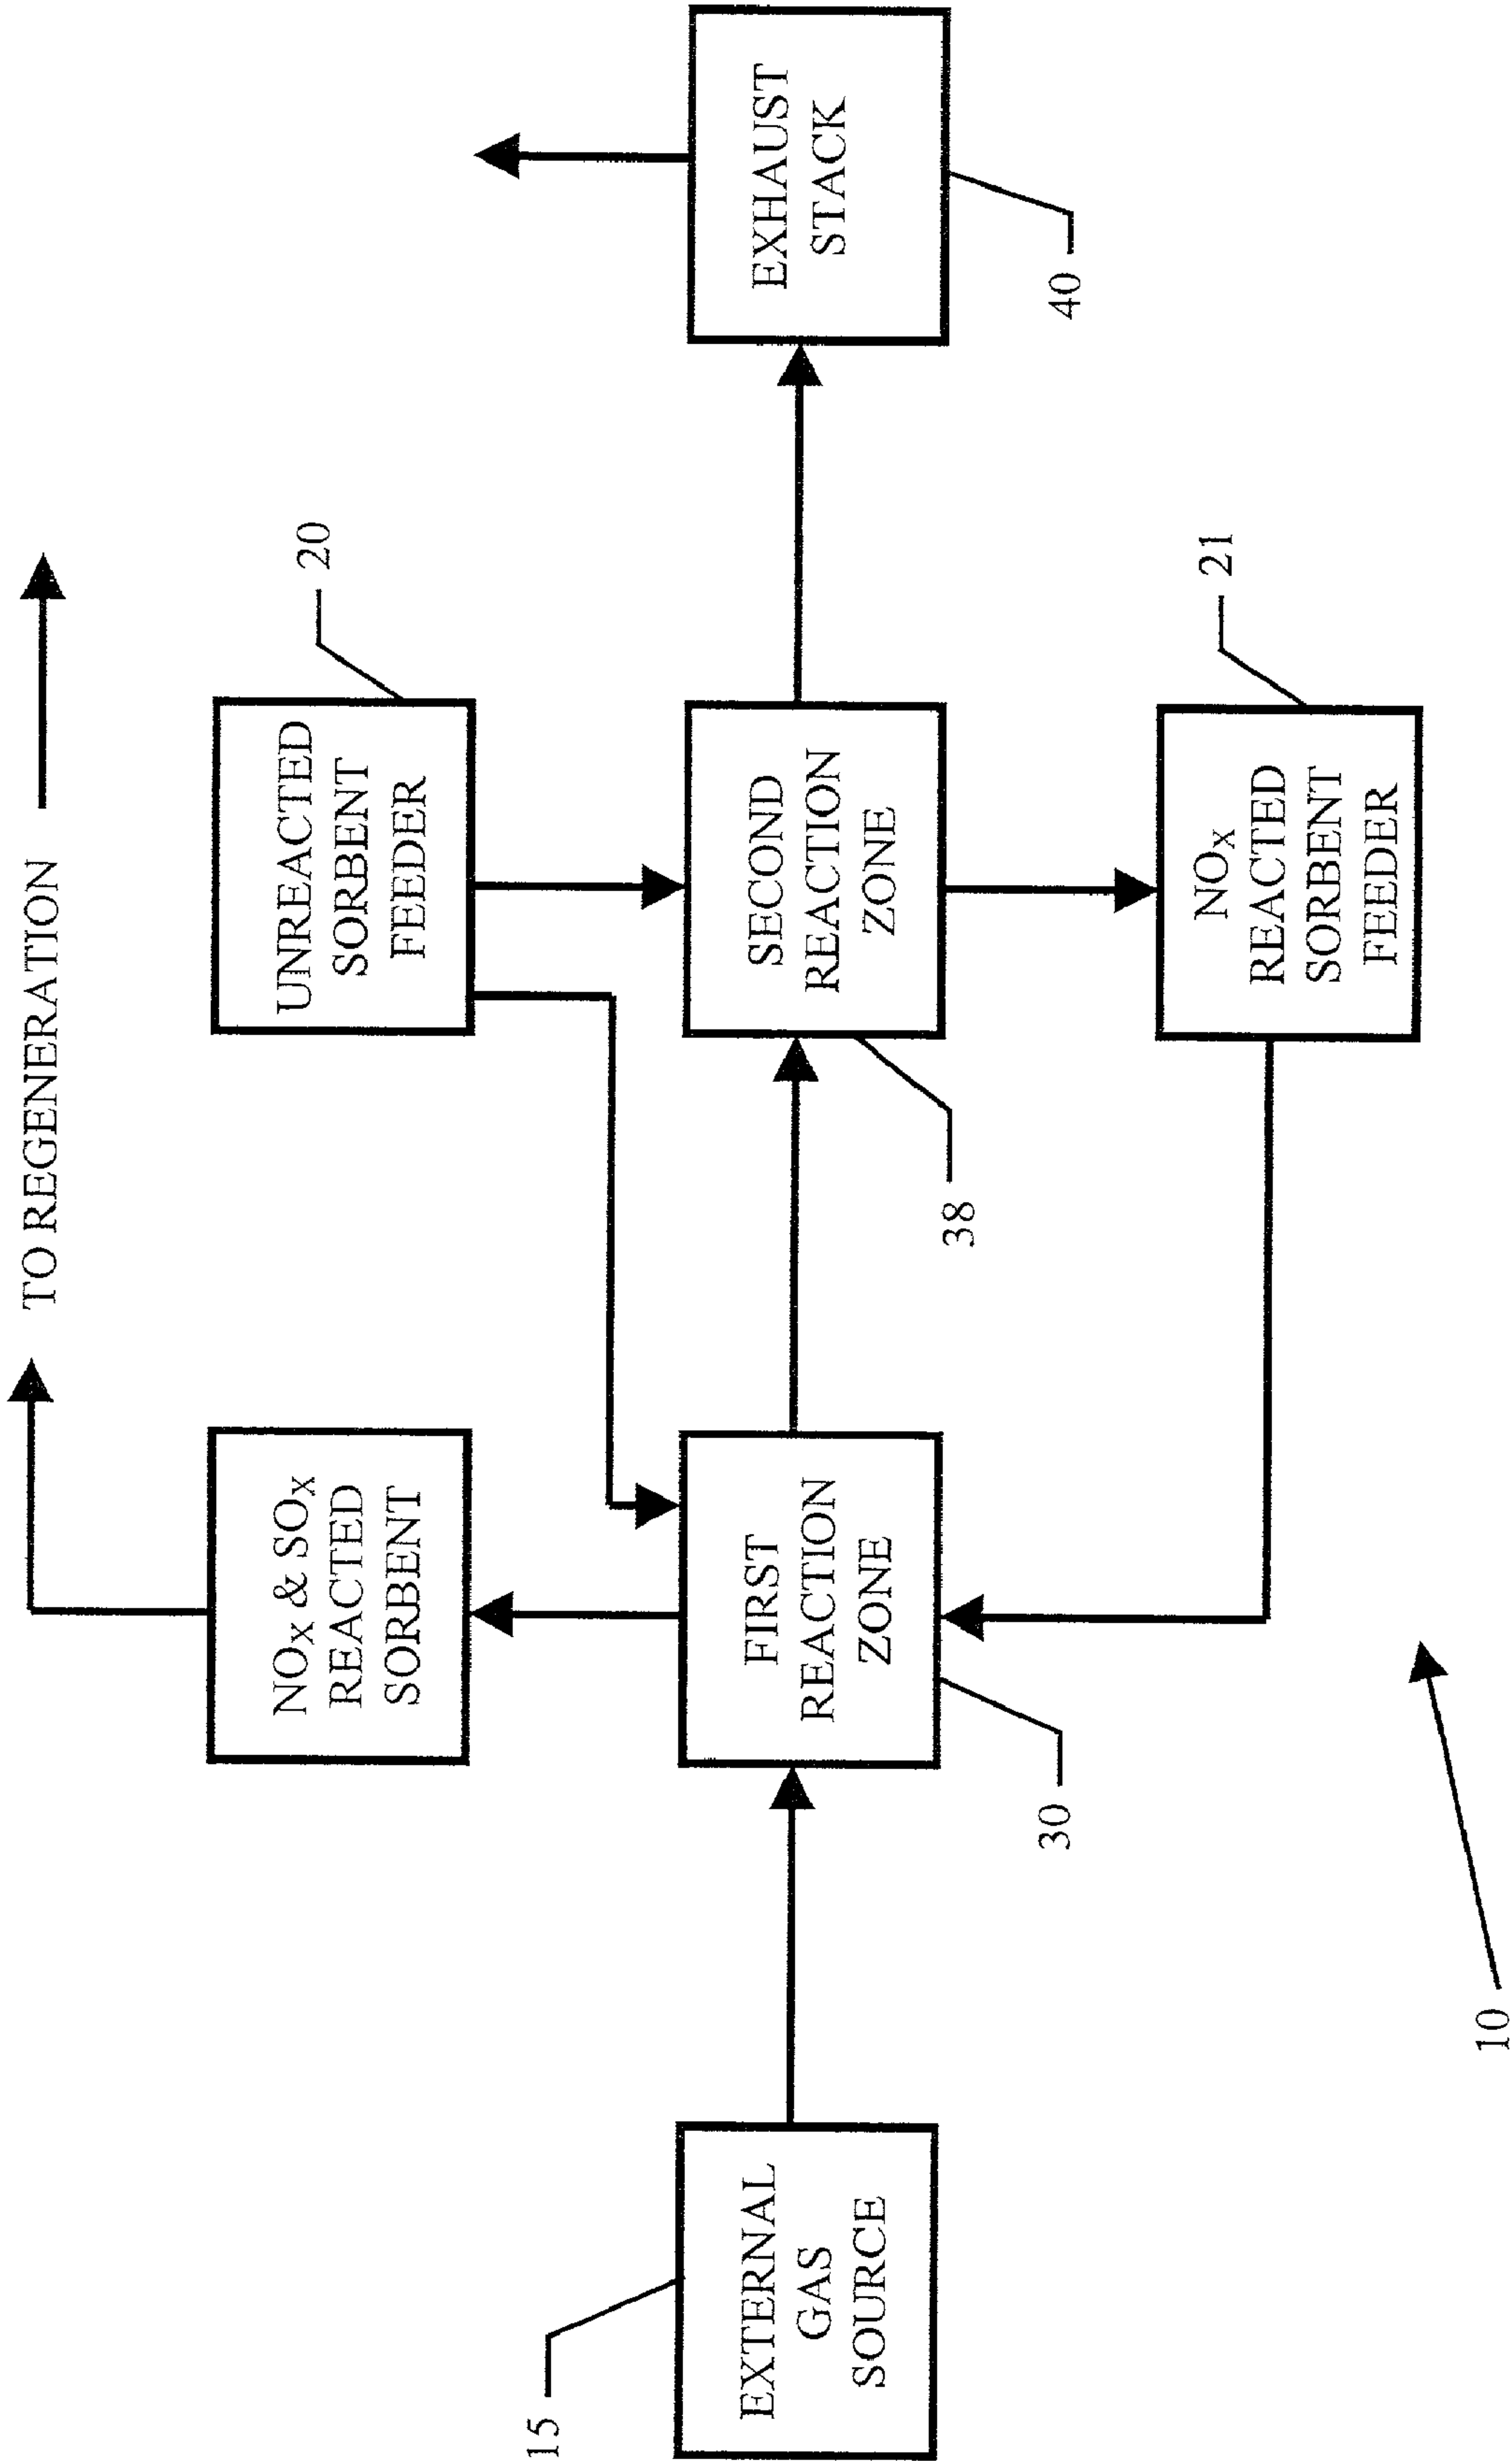 TO REGENERATION
NOX & SOX
REACTED
SORBENT
UNREACTED
SORBENT
FEEDER
20
EXTERNAL
GAS
SOURCE
15
FIRST
REACTION
ZONE
30
SECOND
REACTION
ZONE
38
EXHAUST
STACK
40
NOX
REACTED
SORBENT
FEEDER
21
10